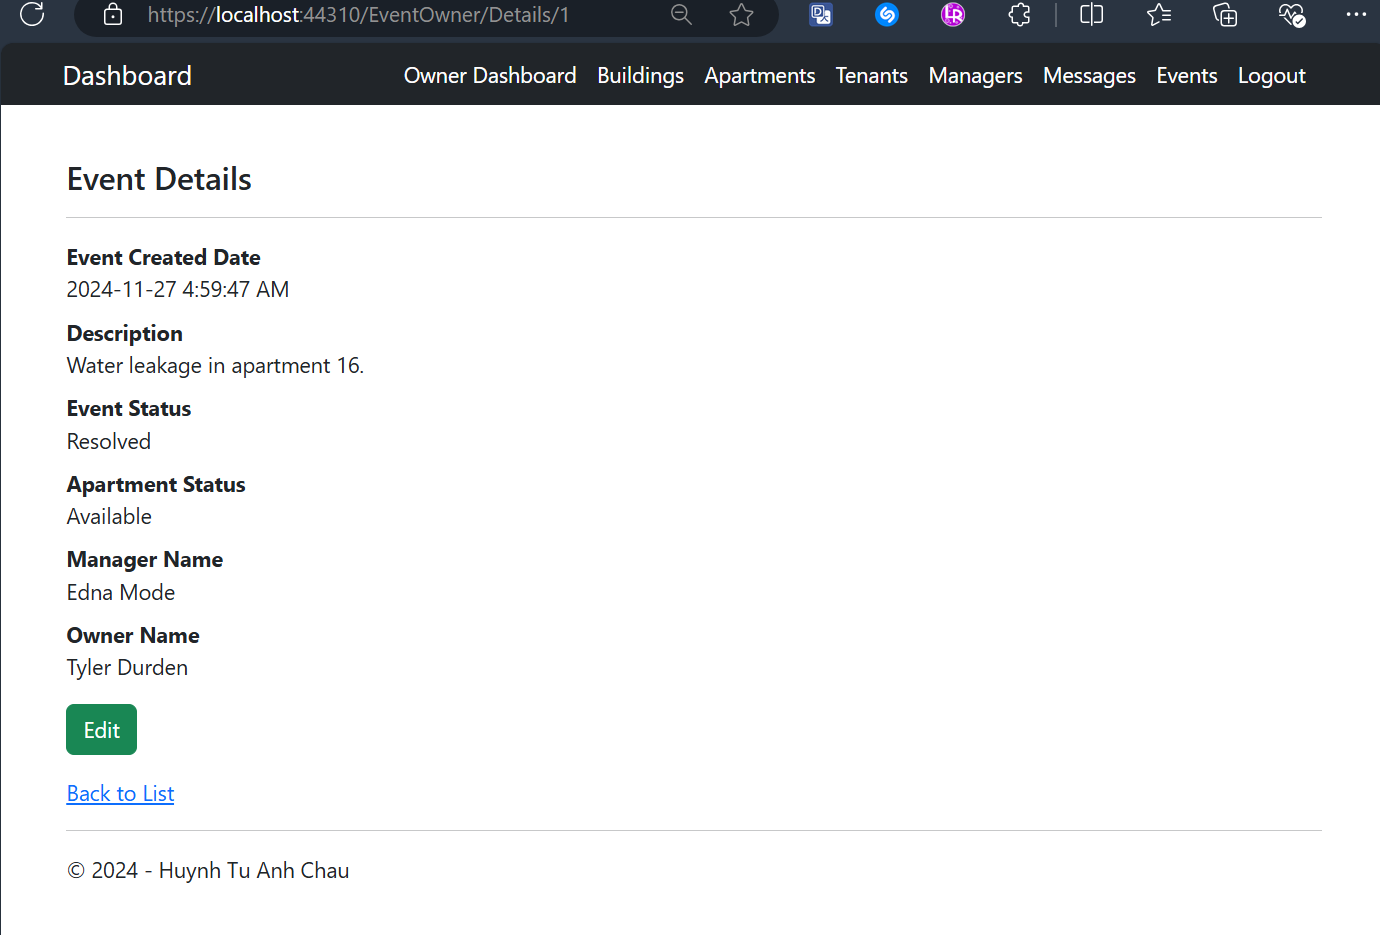 https://localhost:44310/EventOwner/Details/1
Dashboard Owner Dashboard Buildings Apartments Tenants Managers Messages Events Logout
Event Details
Event Created Date
2024-11-27 4:59:47 AM
Description
Water leakage in apartment 16.
Event Status
Resolved
Apartment Status
Available
Manager Name
Edna Mode
Owner Name
Tyler Durden
Edit
Back to List
© 2024 - Huynh Tu Anh Chau